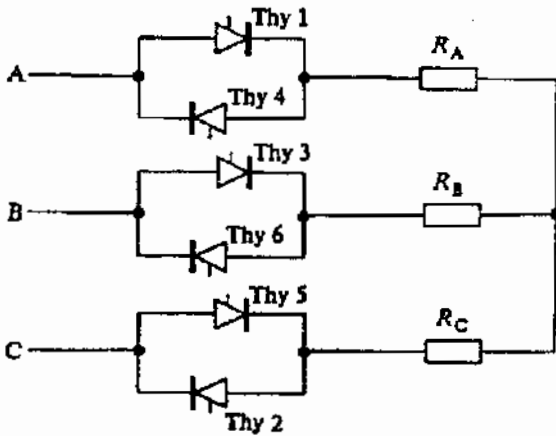 Thy 1
R_A
A
Thy 4
Thy 3
R_B
B
Thy 6
Thy 5
R_C
C
Thy 2